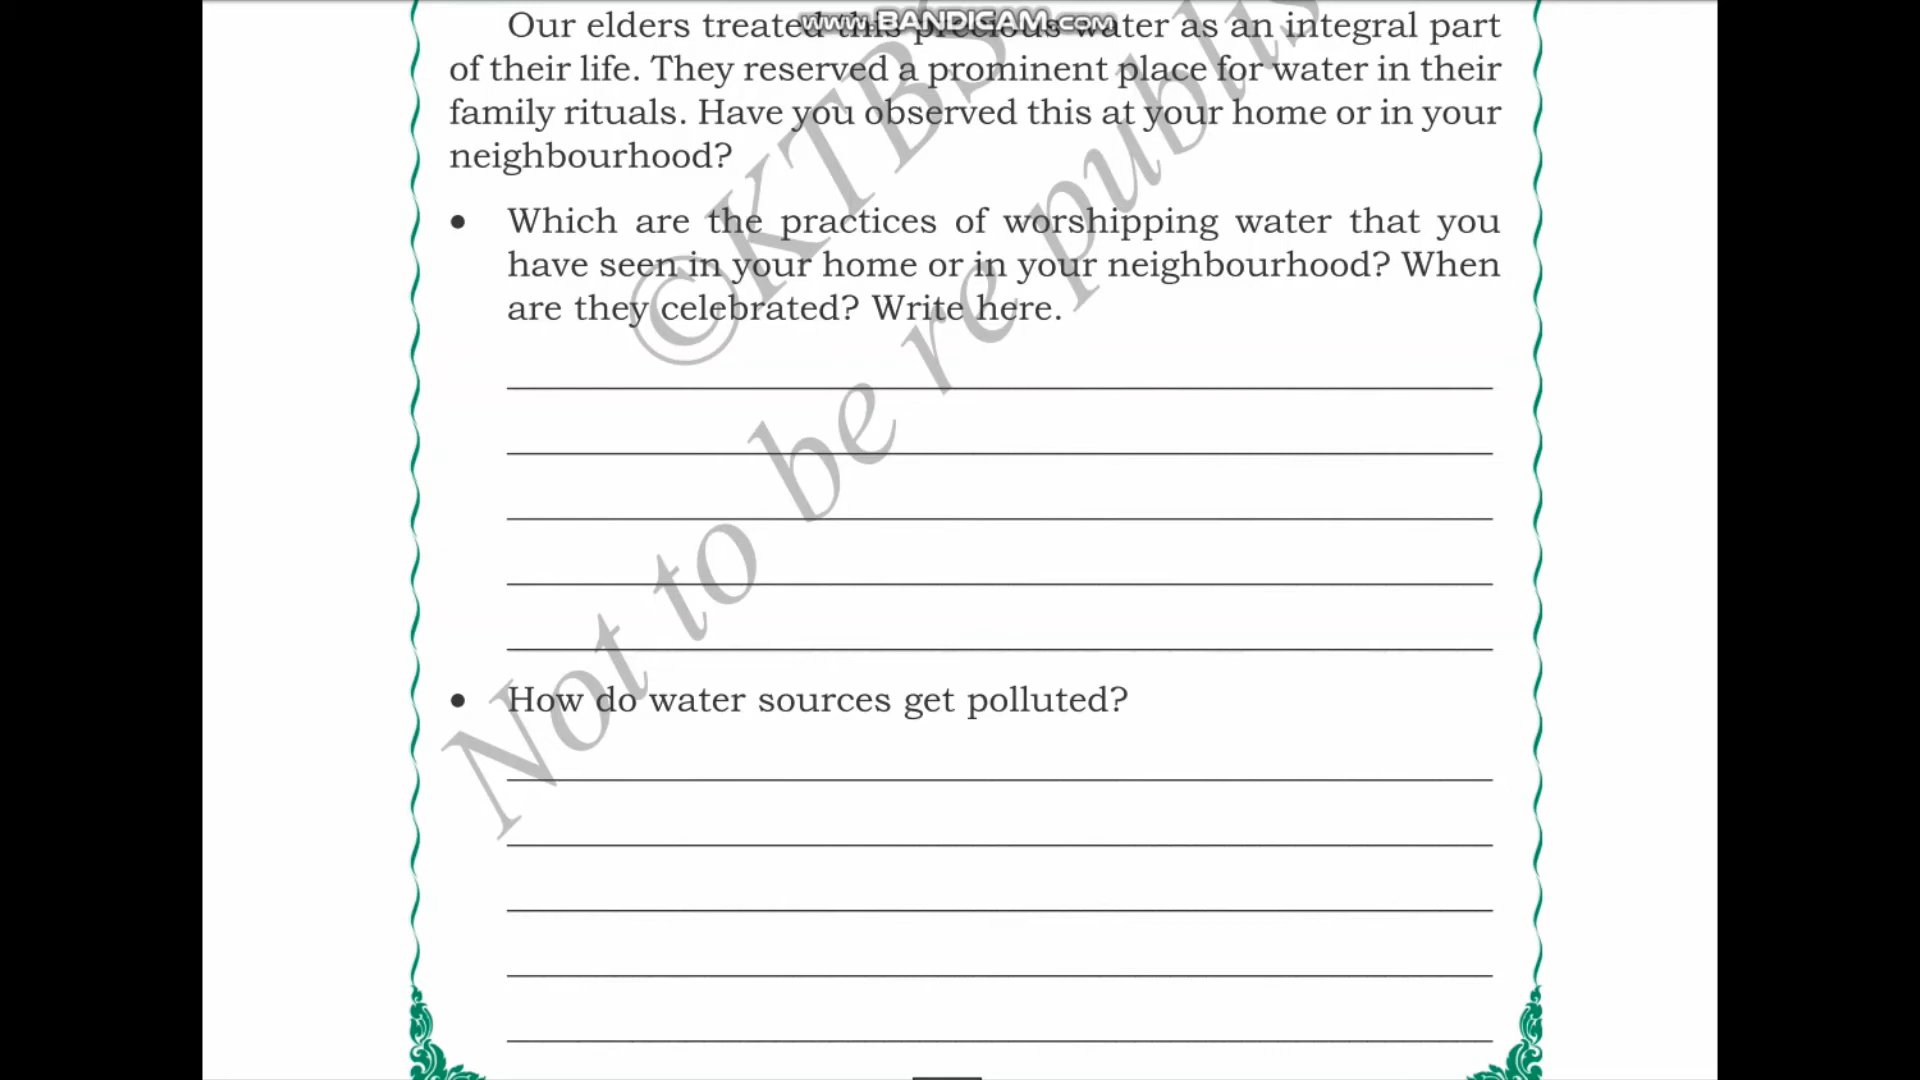 www.BANDICAM.com
Our elders treated this precious water as an integral part
of their life. They reserved a prominent place for water in their
family rituals. Have you observed this at your home or in your
neighbourhood?
• Which are the practices of worshipping water that you
have seen in your home or in your neighbourhood? When
are they celebrated? Write here.
• How do water sources get polluted?
©KTBS
Not to be re publis